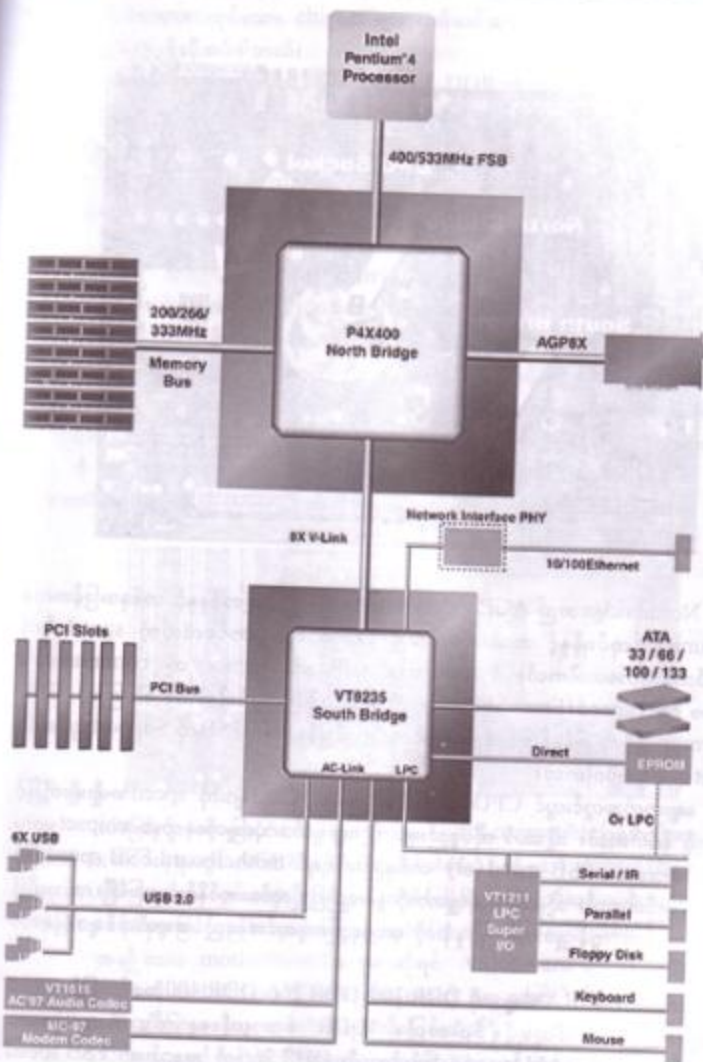 Intel
Pentium®4
Processor
400/533MHz FSB
200/266/
333MHz
Memory
Bus
P4X400
North Bridge
AGP8X
8X V-Link
Network Interface PHY
10/100Ethernet
PCI Slots
PCI Bus
VT8235
South Bridge
AC-Link
LPC
ATA
33 / 66 /
100 / 133
Direct
EPROM
Or LPC
6X USB
USB 2.0
VT1211
LPC
Super
I/O
Serial / IR
Parallel
Floppy Disk
Keyboard
Mouse
VT1616
AC'97 Audio Codec
MC-97
Modem Codec